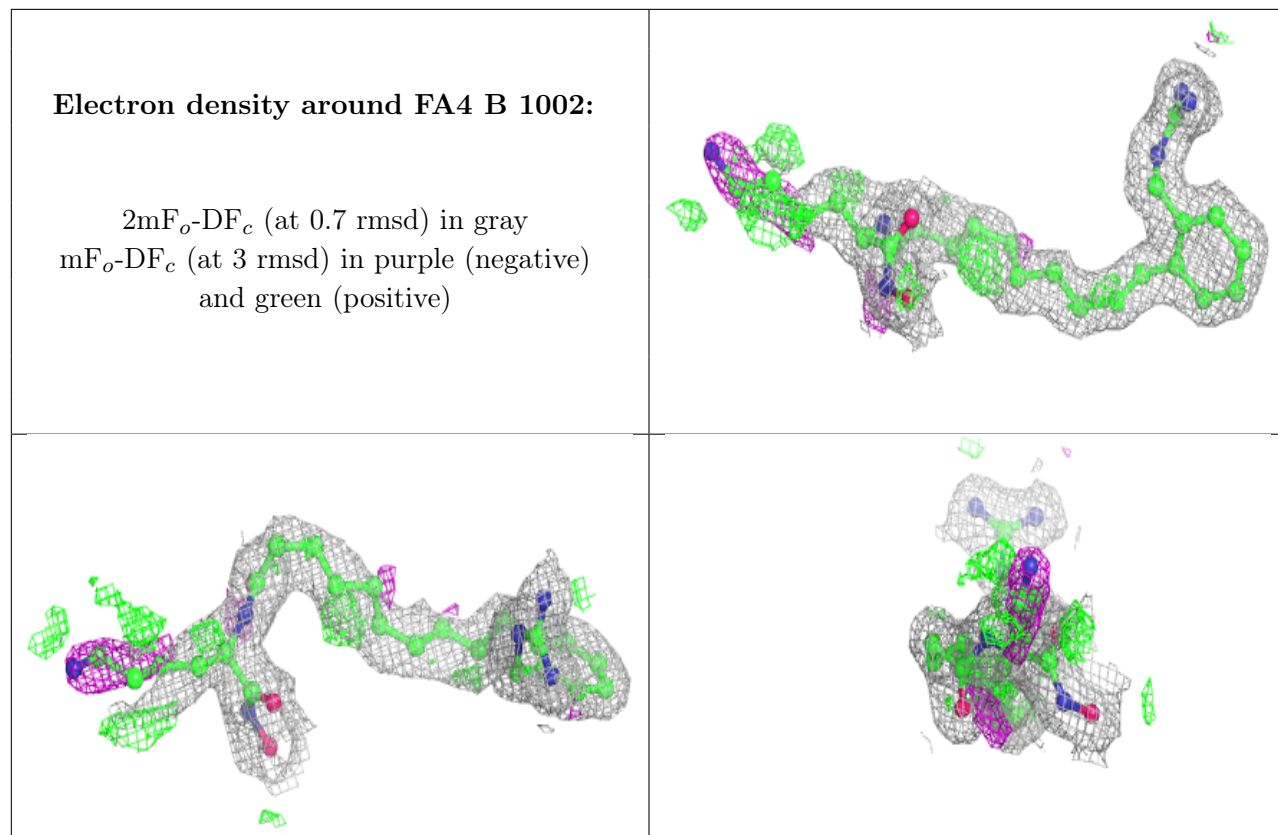 Electron density around FA4 B 1002:
2mFo-DFc (at 0.7 rmsd) in gray
mFo-DFc (at 3 rmsd) in purple (negative)
and green (positive)